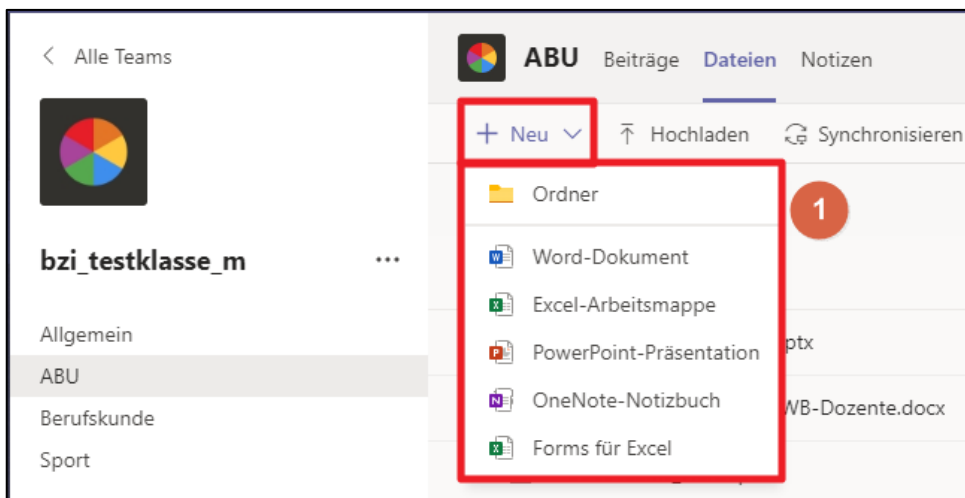 Alle Teams
bzi_testklasse_m ...
Allgemein
ABU
Berufskunde
Sport
ABU Beiträge Dateien Notizen
+ Neu Hochladen Synchronisieren
1
Ordner
Word-Dokument
Excel-Arbeitsmappe
PowerPoint-Präsentation
OneNote-Notizbuch
Forms für Excel
ptx
WB-Dozente.docx